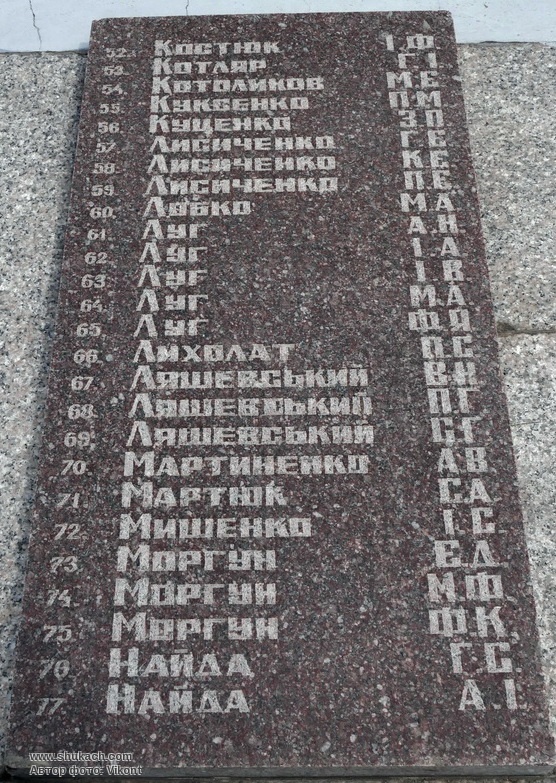 52. Костюк І.Ф
53. Котляр Г.І
54. Котоликов М.Е
55. Куксенко П.М
56. Куценко З.П
57. Лисиченко Г.Е
58. Лисиченко К.Е
59. Лисиченко П.Е
60. Лобко М.А
61. Луг А.Н
62. Луг І.А
63. Луг І.Я
64. Луг М.А
65. Луг Ф.Я
66. Лихолат О.С
67. Ляшевський В.Н
68. Ляшевський П.Г
69. Ляшевський С.Г
70. Мартиненко А.В
71. Мартюк С.А
72. Мишенко І.С
73. Моргун Е.Д
74. Моргун М.Ф
75. Моргун Ф.К
76. Найда Г.С
77. Найда А.І.
www.shukach.com
Автор фото: Vikont